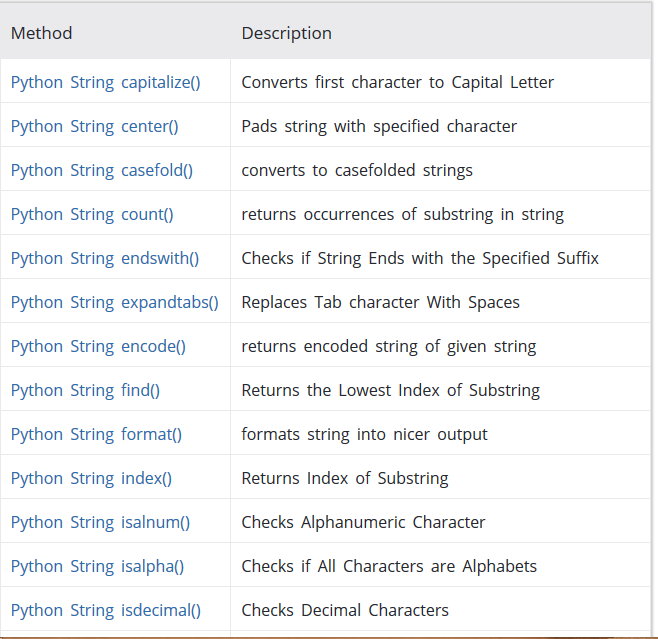 Method Description
Python String capitalize() Converts first character to Capital Letter
Python String center() Pads string with specified character
Python String casefold() converts to casefolded strings
Python String count() returns occurrences of substring in string
Python String endswith() Checks if String Ends with the Specified Suffix
Python String expandtabs() Replaces Tab character With Spaces
Python String encode() returns encoded string of given string
Python String find() Returns the Lowest Index of Substring
Python String format() formats string into nicer output
Python String index() Returns Index of Substring
Python String isalnum() Checks Alphanumeric Character
Python String isalpha() Checks if All Characters are Alphabets
Python String isdecimal() Checks Decimal Characters